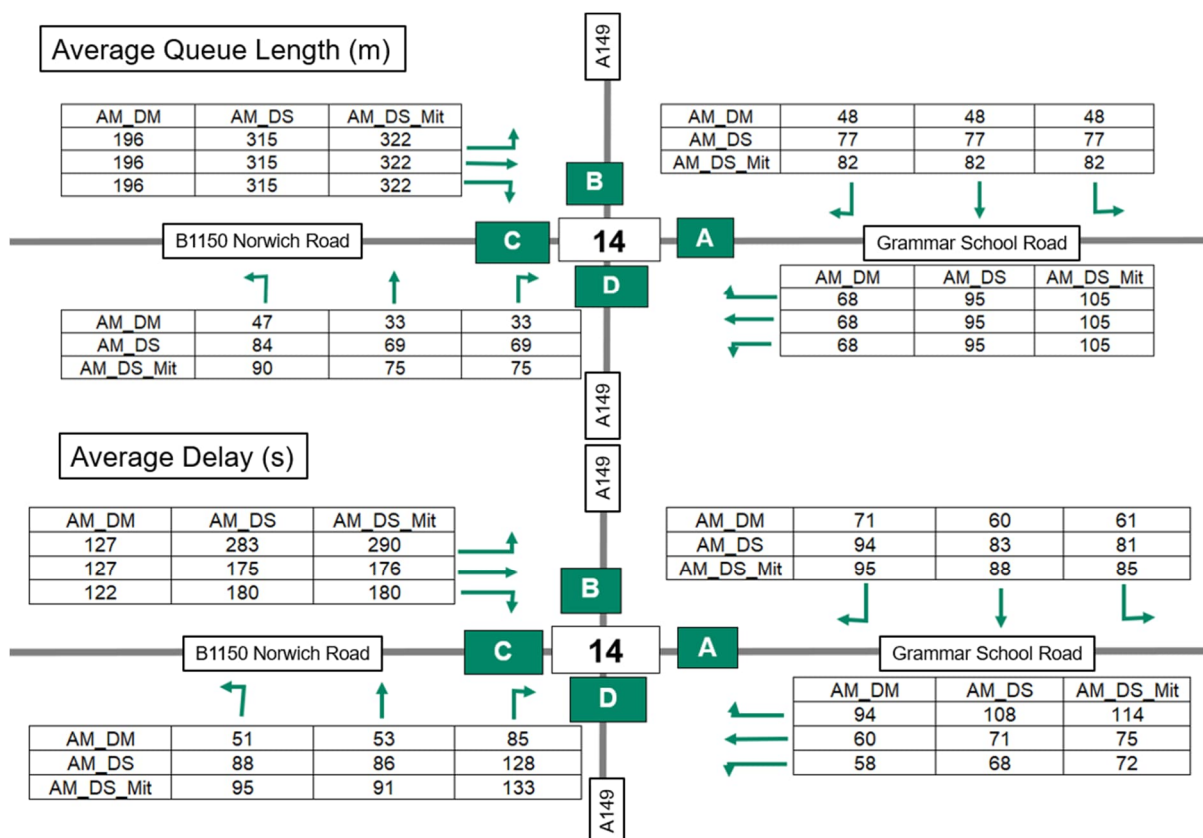 Average Queue Length (m)
A149
AM_DM AM_DS AM_DS_Mit
196 315 322
196 315 322
196 315 322
AM_DM 48 48 48
AM_DS 77 77 77
AM_DS_Mit 82 82 82
B
B1150 Norwich Road
C
14
A
Grammar School Road
D
AM_DM 47 33 33
AM_DS 84 69 69
AM_DS_Mit 90 75 75
AM_DM AM_DS AM_DS_Mit
68 95 105
68 95 105
68 95 105
A149
Average Delay (s)
A149
AM_DM AM_DS AM_DS_Mit
127 283 290
127 175 176
122 180 180
AM_DM 71 60 61
AM_DS 94 83 81
AM_DS_Mit 95 88 85
B
B1150 Norwich Road
C
14
A
Grammar School Road
D
AM_DM 51 53 85
AM_DS 88 86 128
AM_DS_Mit 95 91 133
AM_DM AM_DS AM_DS_Mit
94 108 114
60 71 75
58 68 72
A149